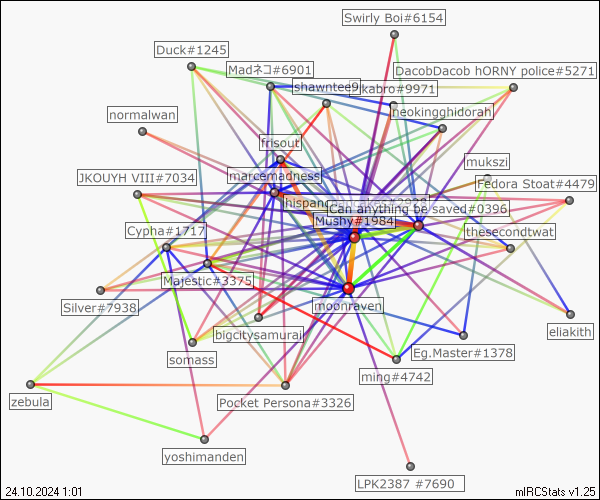 Swirly Boi#6154
Duck#1245
Madネコ#6901
DacobDacob hORNY police#5271
shawntee9
kabro#9971
heokingghidorah
normalwan
frisout
mukszi
marcemadness
JKOUYH VIII#7034
Fedora Stoat#4479
Can anything be saved#0396
Mushy#1984
Cypha#1717
thesecondtwat
Majestic#3375
Silver#7938
moonraven
bigcitysamurai
eliakith
somass
Eg.Master#1378
ming#4742
zebula
Pocket Persona#3326
yoshimanden
LPK2387 #7690
24.10.2024 1:01
mIRCStats v1.25